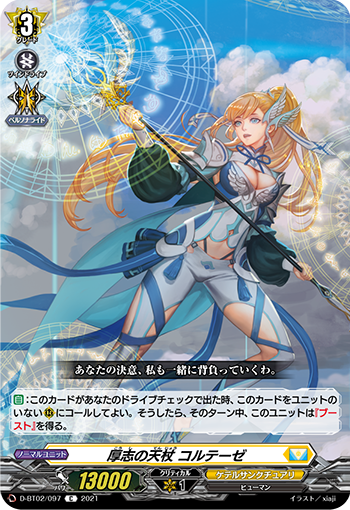 3
グレード
ツインドライブ
ペルソナライド
あなたの決意、私も一緒に背負っていくわ。
自：このカードがあなたのドライブチェックで出た時、このカードをユニットの
いない Ⓡ にコールしてよい。そうしたら、そのターン中、このユニットは『ブー
スト』を得る。
ノーマルユニット
厚志の天杖 コルテーゼ
パワー 13000
クリティカル
1
ケテルサンクチュアリ
ヒューマン
D-BT02/097 C 2021
イラスト／xiaji